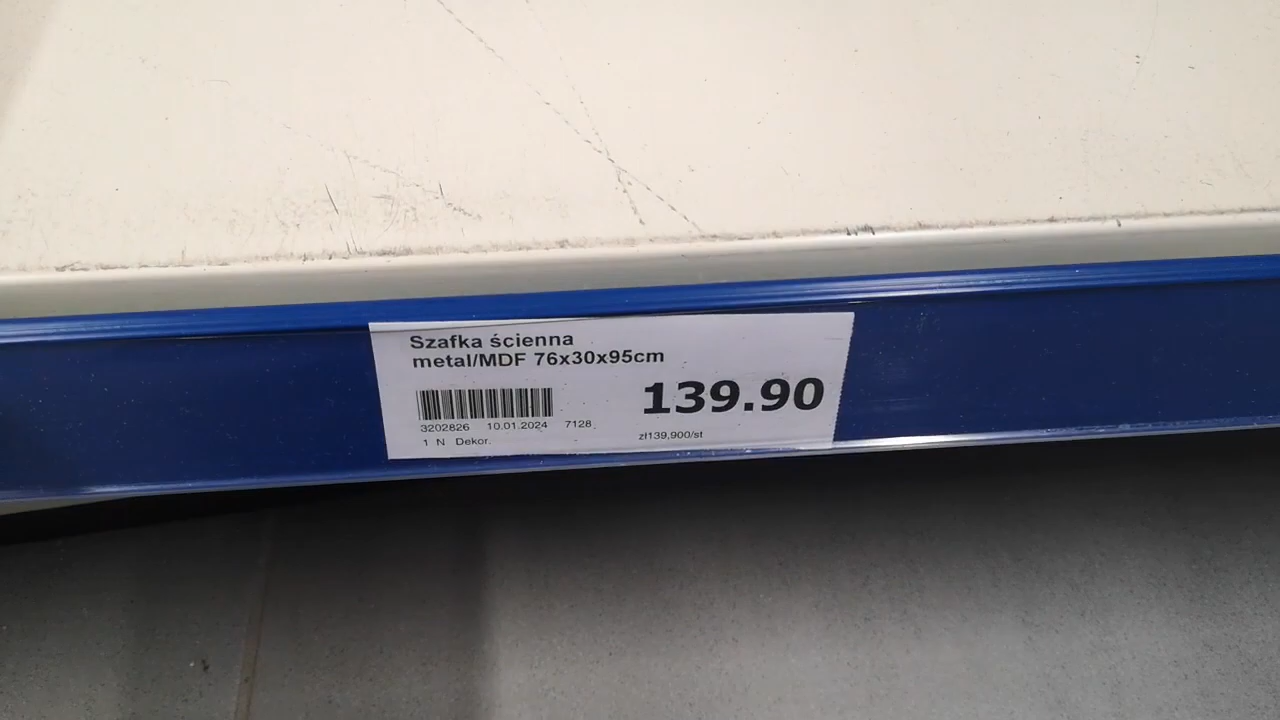 Szafka ścienna
metal/MDF 76x30x95cm
139.90
3202826 10.01.2024 7128
1 N Dekor.
zł139,900/st